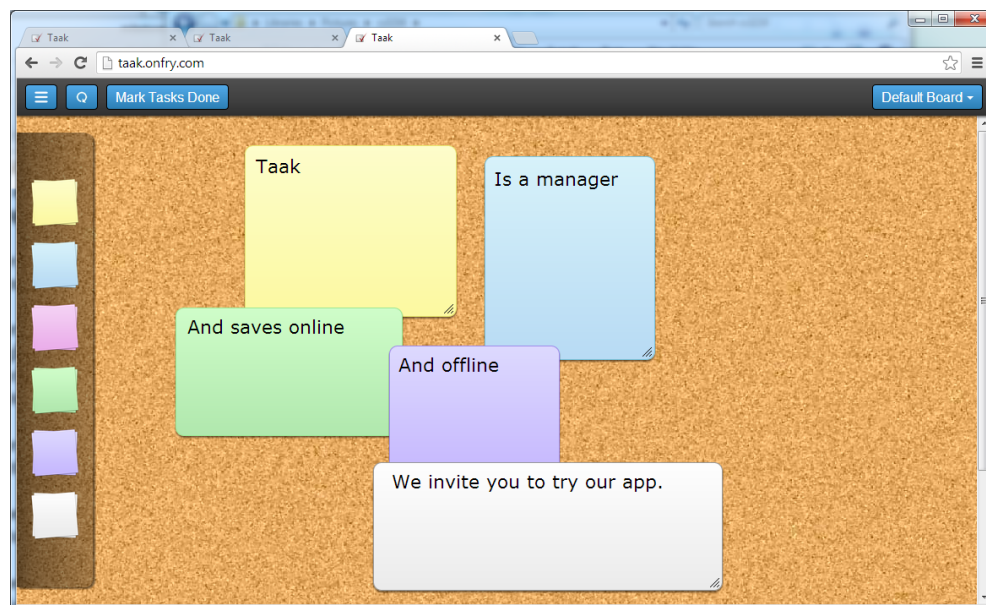 Taak
Taak
Taak
taak.onfry.com
Mark Tasks Done
Default Board
Taak
Is a manager
And saves online
And offline
We invite you to try our app.